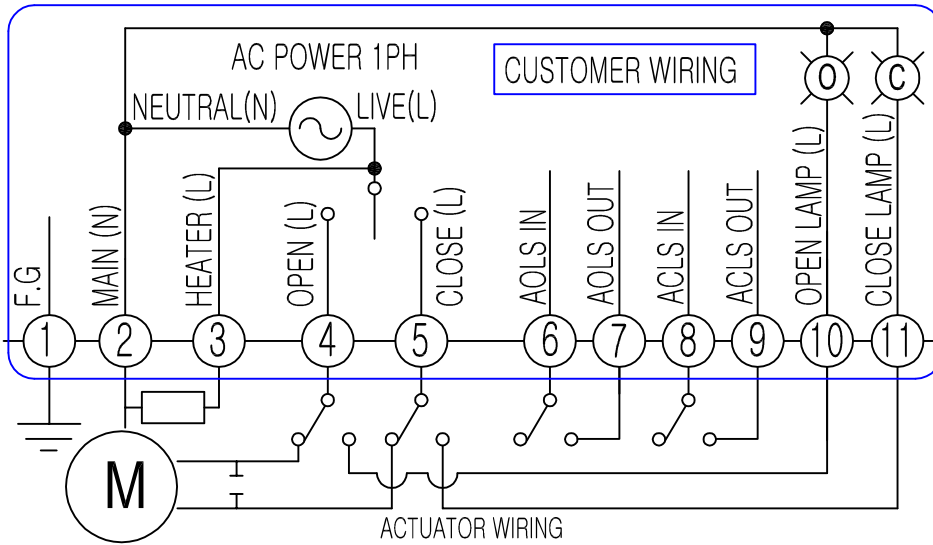 AC POWER 1PH
CUSTOMER WIRING
O
C
NEUTRAL(N)
LIVE(L)
F.G
MAIN (N)
HEATER (L)
OPEN (L)
CLOSE (L)
AOLS IN
AOLS OUT
ACLS IN
ACLS OUT
OPEN LAMP (L)
CLOSE LAMP (L)
1
2
3
4
5
6
7
8
9
10
11
M
ACTUATOR WIRING